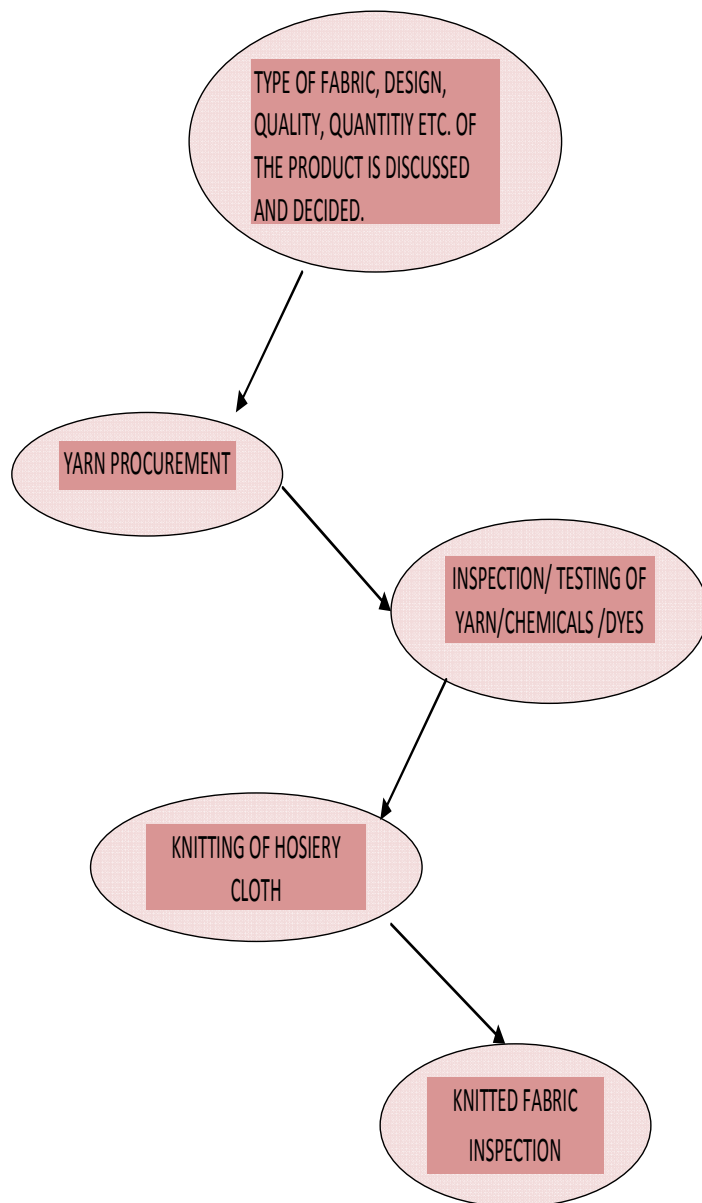 TYPE OF FABRIC, DESIGN,
QUALITY, QUANTITIY ETC. OF
THE PRODUCT IS DISCUSSED
AND DECIDED.
YARN PROCUREMENT
INSPECTION/ TESTING OF
YARN/CHEMICALS /DYES
KNITTING OF HOSIERY
CLOTH
KNITTED FABRIC
INSPECTION